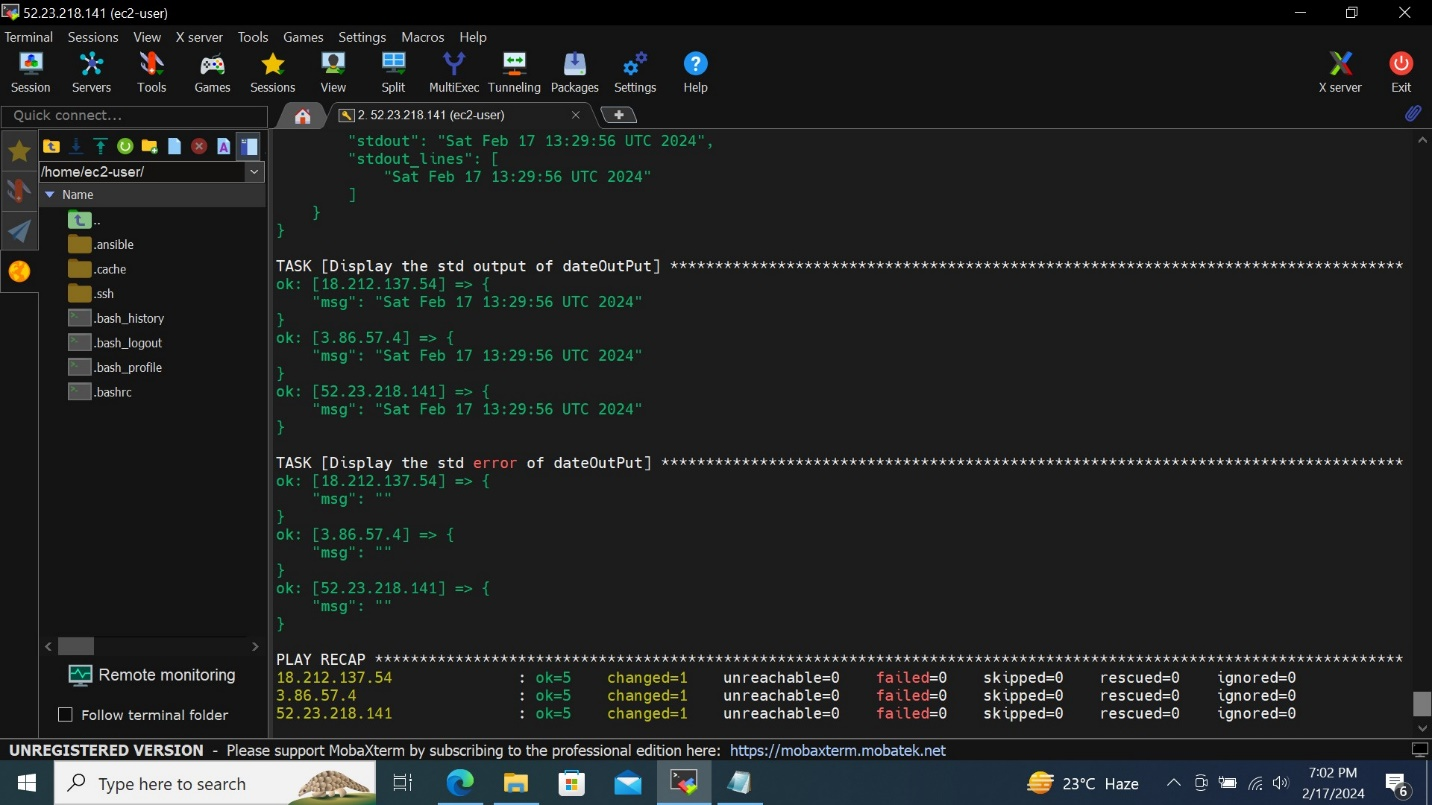 52.23.218.141 (ec2-user)
Terminal Sessions View X server Tools Games Settings Macros Help
Session Servers Tools Games Sessions View Split MultiExec Tunneling Packages Settings Help X server Exit
Quick connect...
2. 52.23.218.141 (ec2-user)
/home/ec2-user/
Name
..
.ansible
.cache
.ssh
.bash_history
.bash_logout
.bash_profile
.bashrc
Remote monitoring
Follow terminal folder
"stdout": "Sat Feb 17 13:29:56 UTC 2024",
"stdout_lines": [
"Sat Feb 17 13:29:56 UTC 2024"
]
}
}
TASK [Display the std output of dateOutPut] **********************************************************************************
ok: [18.212.137.54] => {
"msg": "Sat Feb 17 13:29:56 UTC 2024"
}
ok: [3.86.57.4] => {
"msg": "Sat Feb 17 13:29:56 UTC 2024"
}
ok: [52.23.218.141] => {
"msg": "Sat Feb 17 13:29:56 UTC 2024"
}
TASK [Display the std error of dateOutPut] ***********************************************************************************
ok: [18.212.137.54] => {
"msg": ""
}
ok: [3.86.57.4] => {
"msg": ""
}
ok: [52.23.218.141] => {
"msg": ""
}
PLAY RECAP *******************************************************************************************************************
18.212.137.54 : ok=5 changed=1 unreachable=0 failed=0 skipped=0 rescued=0 ignored=0
3.86.57.4 : ok=5 changed=1 unreachable=0 failed=0 skipped=0 rescued=0 ignored=0
52.23.218.141 : ok=5 changed=1 unreachable=0 failed=0 skipped=0 rescued=0 ignored=0
UNREGISTERED VERSION - Please support MobaXterm by subscribing to the professional edition here: https://mobaxterm.mobatek.net
Type here to search
23°C Haze
7:02 PM
2/17/2024
6